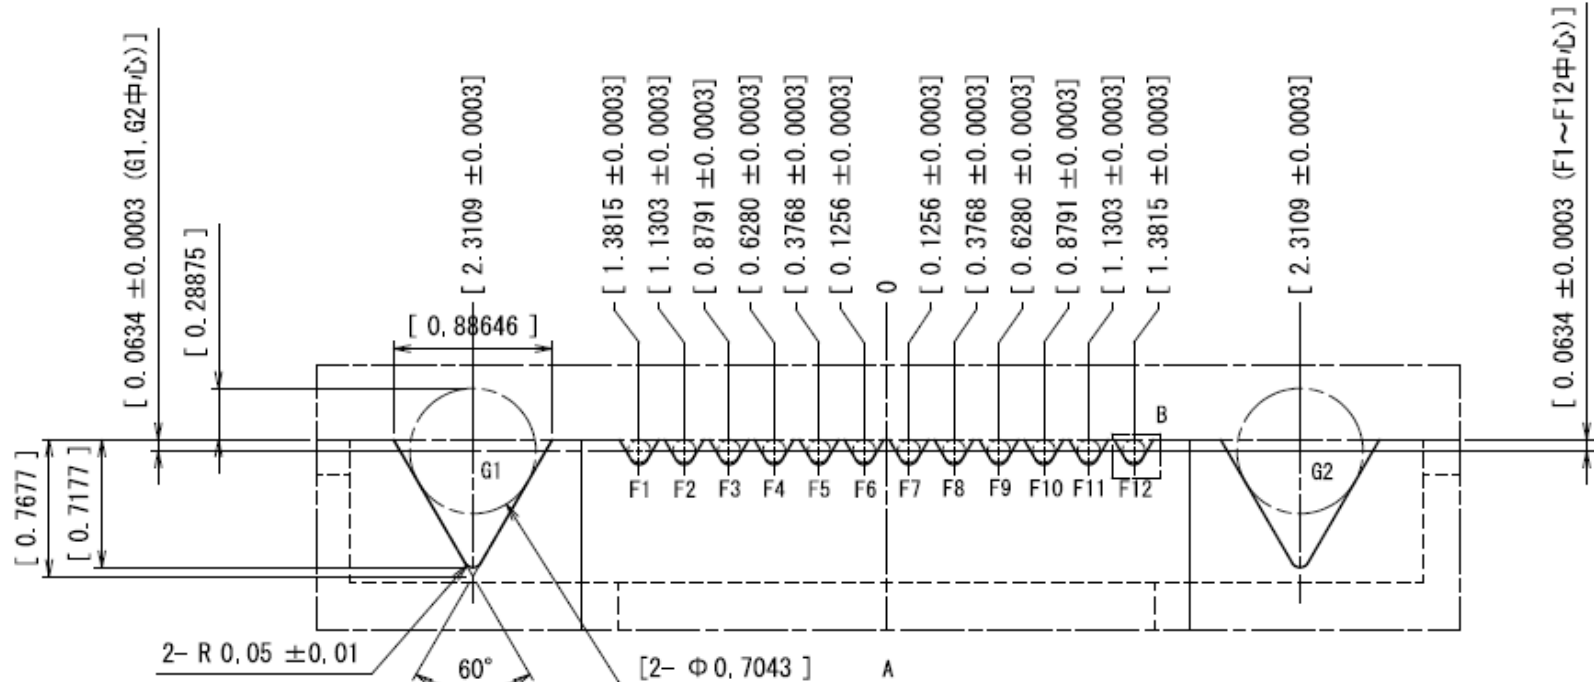 [ 0.0634 ±0.0003 (G1, G2中心)]
[ 0.28875 ]
[ 2.3109 ±0.0003]
[ 1.3815 ±0.0003]
[ 1.1303 ±0.0003]
[ 0.8791 ±0.0003]
[ 0.6280 ±0.0003]
[ 0.3768 ±0.0003]
[ 0.1256 ±0.0003]
0
[ 0.1256 ±0.0003]
[ 0.3768 ±0.0003]
[ 0.6280 ±0.0003]
[ 0.8791 ±0.0003]
[ 1.1303 ±0.0003]
[ 1.3815 ±0.0003]
[ 2.3109 ±0.0003]
[ 0.0634 ±0.0003 (F1~F12中心)]
[ 0,88646 ]
B
G1
F1
F2
F3
F4
F5
F6
F7
F8
F9
F10
F11
F12
G2
[ 0.7677 ]
[ 0.7177 ]
2- R 0,05 ±0,01
60°
[2- Φ0,7043 ]
A